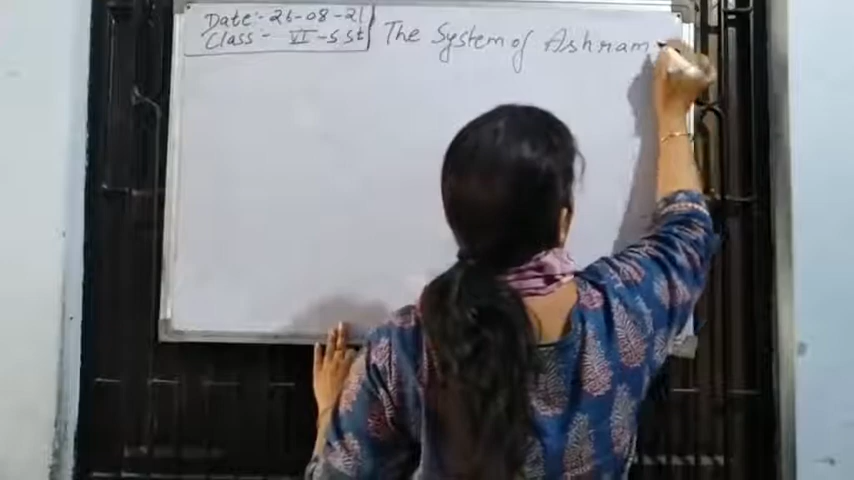 Date:- 26-08-21
Class:- VI-S.St
The System of Ashram